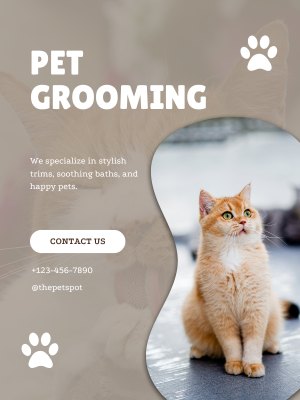 PET
GROOMING
We specialize in stylish
trims, soothing baths, and
happy pets.
CONTACT US
+123-456-7890
@thepetspot